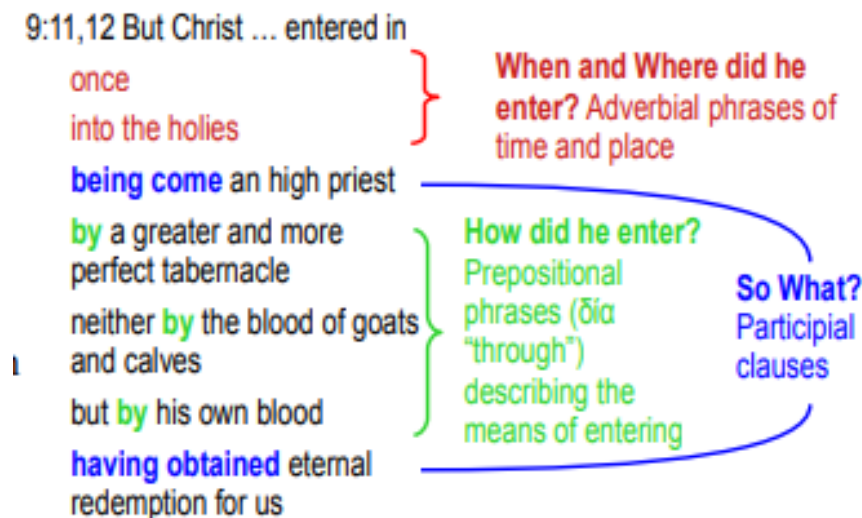 9:11,12 But Christ … entered in
once
into the holies
When and Where did he
enter? Adverbial phrases of
time and place
being come an high priest
by a greater and more
perfect tabernacle
neither by the blood of goats
and calves
but by his own blood
How did he enter?
Prepositional
phrases (δία
“through”)
describing the
means of entering
having obtained eternal
redemption for us
So What?
Participial
clauses